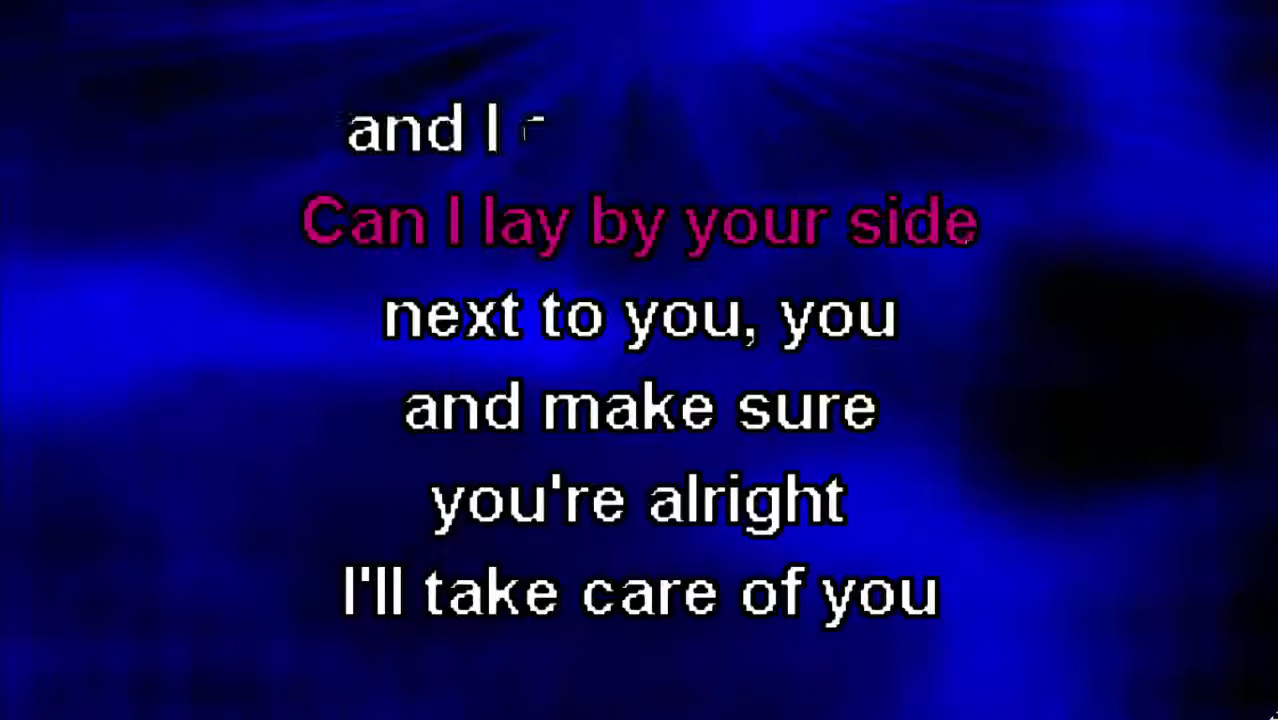 and I
Can I lay by your side
next to you, you
and make sure
you're alright
I'll take care of you